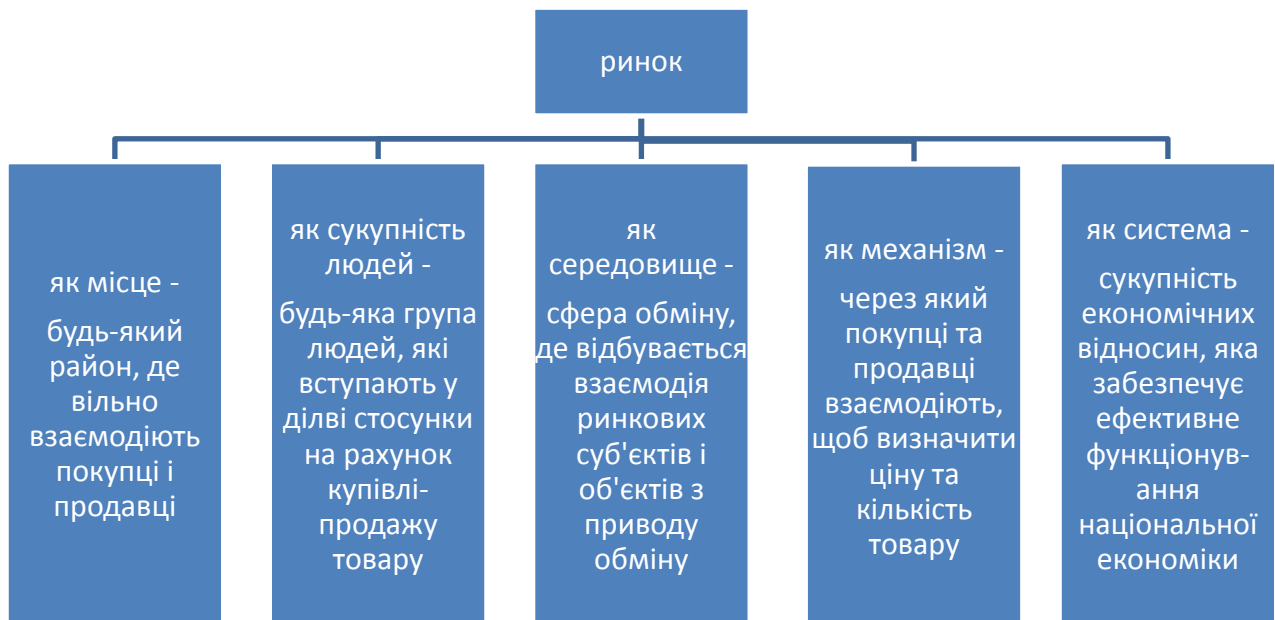 ринок
як місце -
будь-який
район, де
вільно
взаємодіють
покупці і
продавці
як сукупність
людей -
будь-яка група
людей, які
вступають у
ділві стосунки
на рахунок
купівлі-
продажу
товару
як
середовище -
сфера обміну,
де відбувається
взаємодія
ринкових
суб'єктів і
об'єктів з
приводу
обміну
як механізм -
через який
покупці та
продавці
взаємодіють,
щоб визначити
ціну та
кількість
товару
як система -
сукупність
економічних
відносин, яка
забезпечує
ефективне
функціонув-
ання
національної
економіки